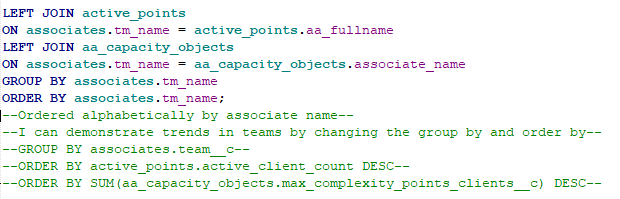 LEFT JOIN active_points
ON associates.tm_name = active_points.aa_fullname
LEFT JOIN aa_capacity_objects
ON associates.tm_name = aa_capacity_objects.associate_name
GROUP BY associates.tm_name
ORDER BY associates.tm_name;
--Ordered alphabetically by associate name--
--I can demonstrate trends in teams by changing the group by and order by--
--GROUP BY associates.team__c--
--ORDER BY active_points.active_client_count DESC--
--ORDER BY SUM(aa_capacity_objects.max_complexity_points_clients__c) DESC--